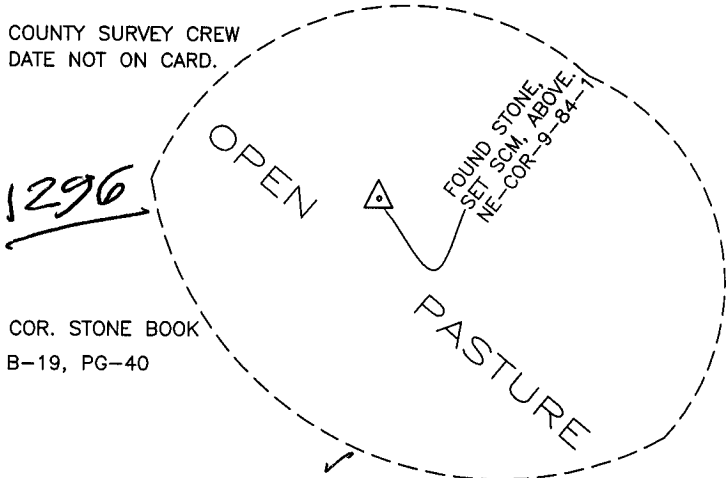 COUNTY SURVEY CREW
DATE NOT ON CARD.
FOUND STONE,
SET SCM, ABOVE.
NE-COR-9-84-1
OPEN
1296
COR. STONE BOOK
B-19, PG-40
PASTURE